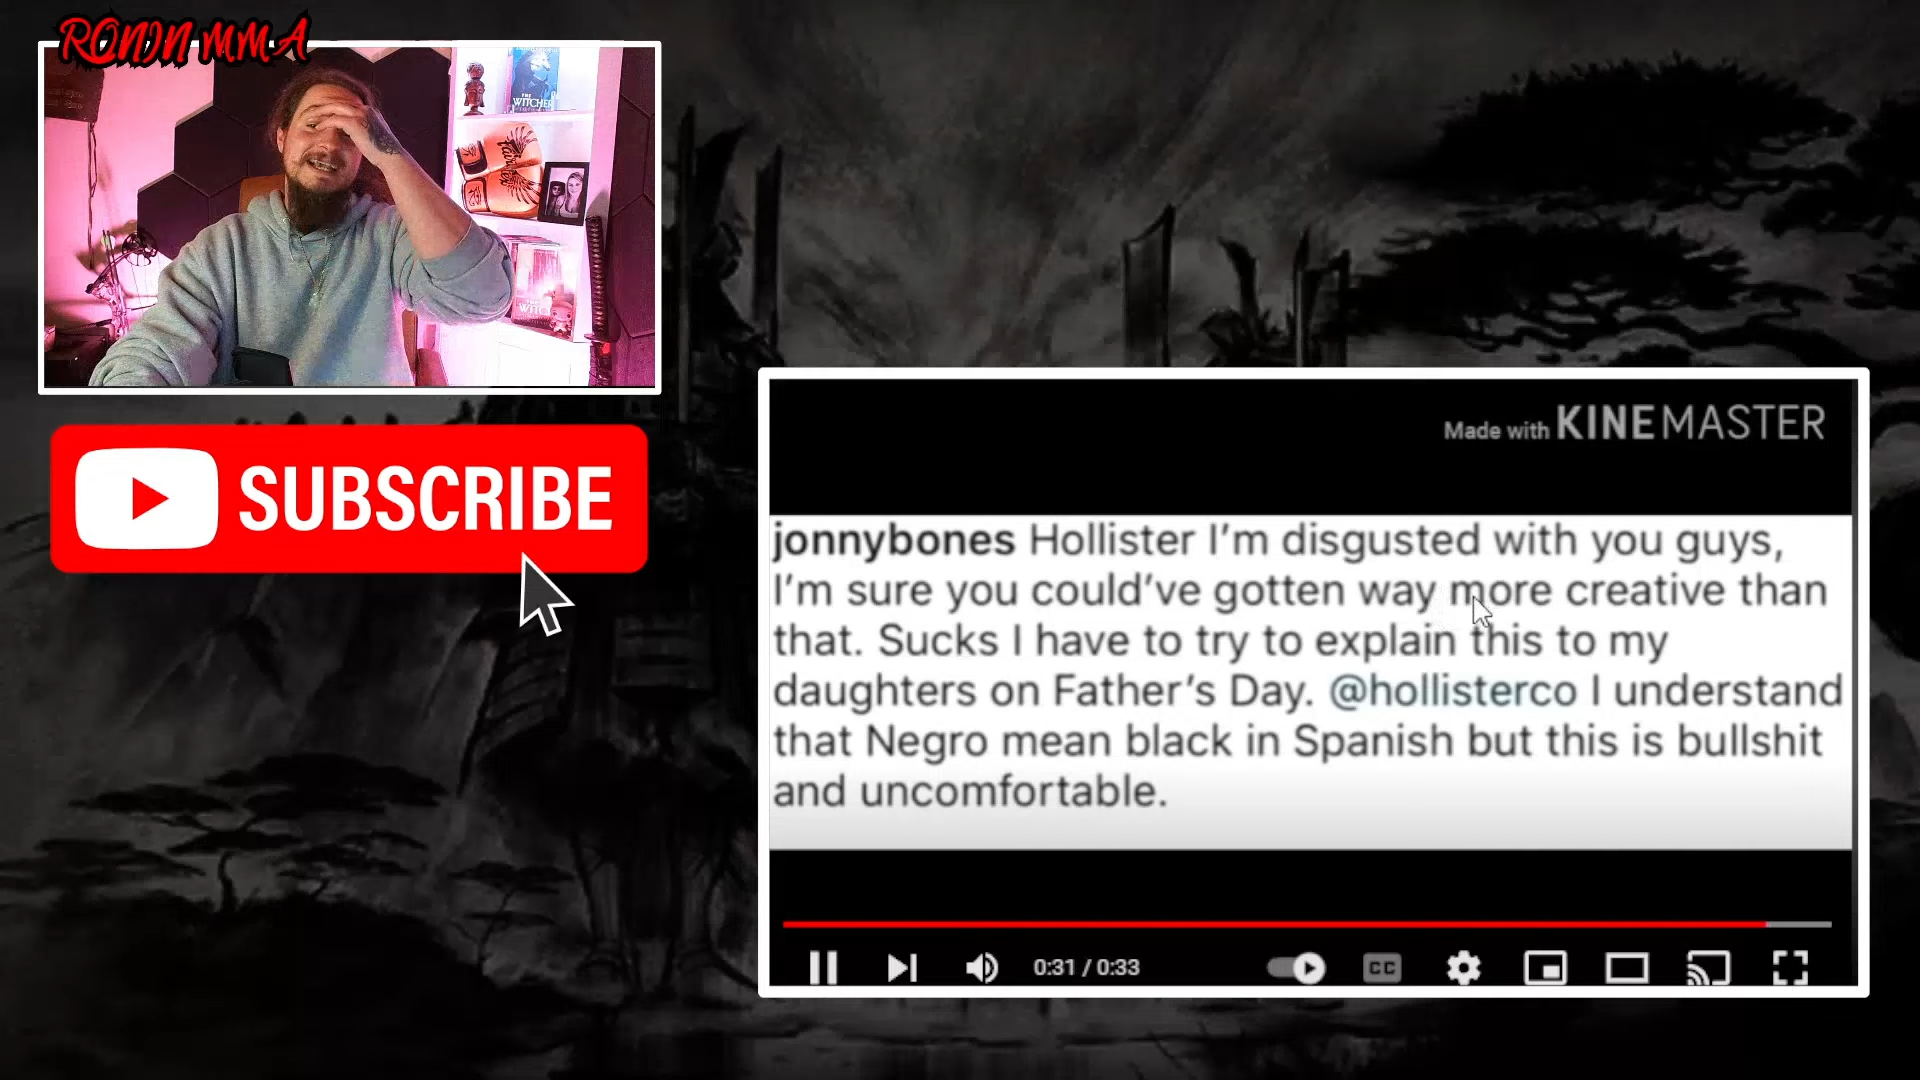 RONIN MMA
THE
WITCHER
SUBSCRIBE
Made with KINEMASTER
jonnybones Hollister I'm disgusted with you guys,
I'm sure you could've gotten way more creative than
that. Sucks I have to try to explain this to my
daughters on Father's Day. @hollisterco I understand
that Negro mean black in Spanish but this is bullshit
and uncomfortable.
0:31 / 0:33
CC